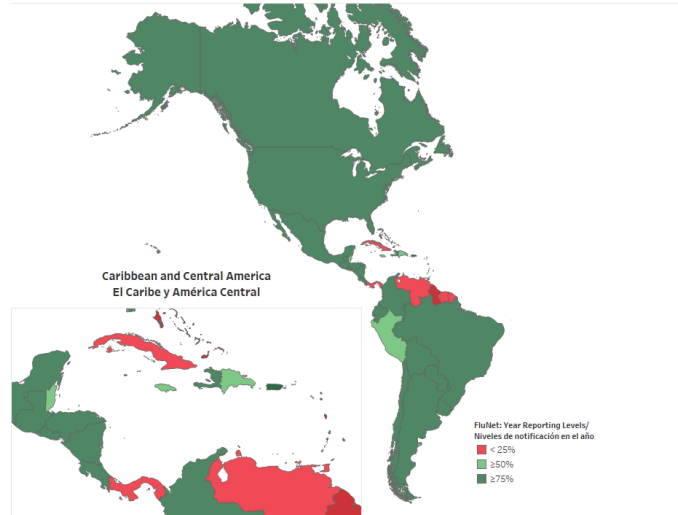 Caribbean and Central America
El Caribe y América Central
FluNet: Year Reporting Levels/
Niveles de notificación en el año
< 25%
≥50%
≥75%